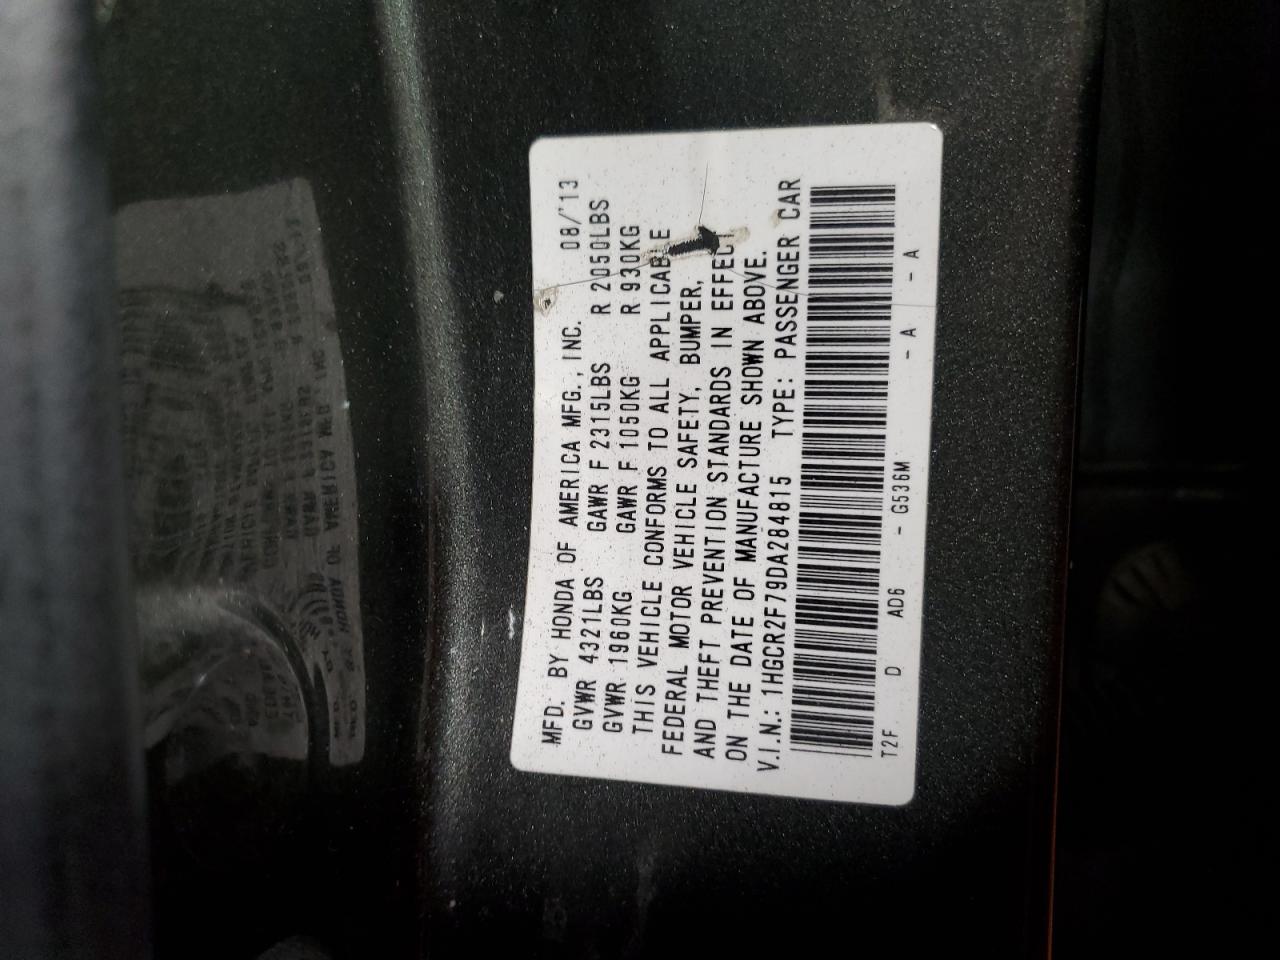 MFD. BY HONDA OF AMERICA MFG., INC. 08/'13
GVWR 4321LBS GAWR F 2315LBS R 2050LBS
GVWR 1960KG GAWR F 1050KG R 930KG
THIS VEHICLE CONFORMS TO ALL APPLICABLE
FEDERAL MOTOR VEHICLE SAFETY, BUMPER,
AND THEFT PREVENTION STANDARDS IN EFFECT
ON THE DATE OF MANUFACTURE SHOWN ABOVE.
V.I.N.: 1HGCR2F79DA284815 TYPE: PASSENGER CAR
T2F D AD6 - G536M - A - A